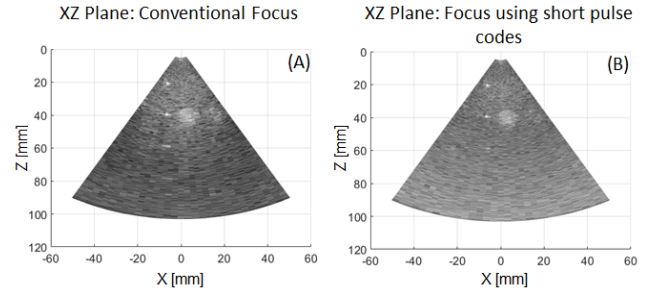 XZ Plane: Conventional Focus
(A)
0
20
40
60
80
100
120
Z [mm]
-60 -40 -20 0 20 40 60
X [mm]
XZ Plane: Focus using short pulse
codes
(B)
0
20
40
60
80
100
120
Z [mm]
-60 -40 -20 0 20 40 60
X [mm]